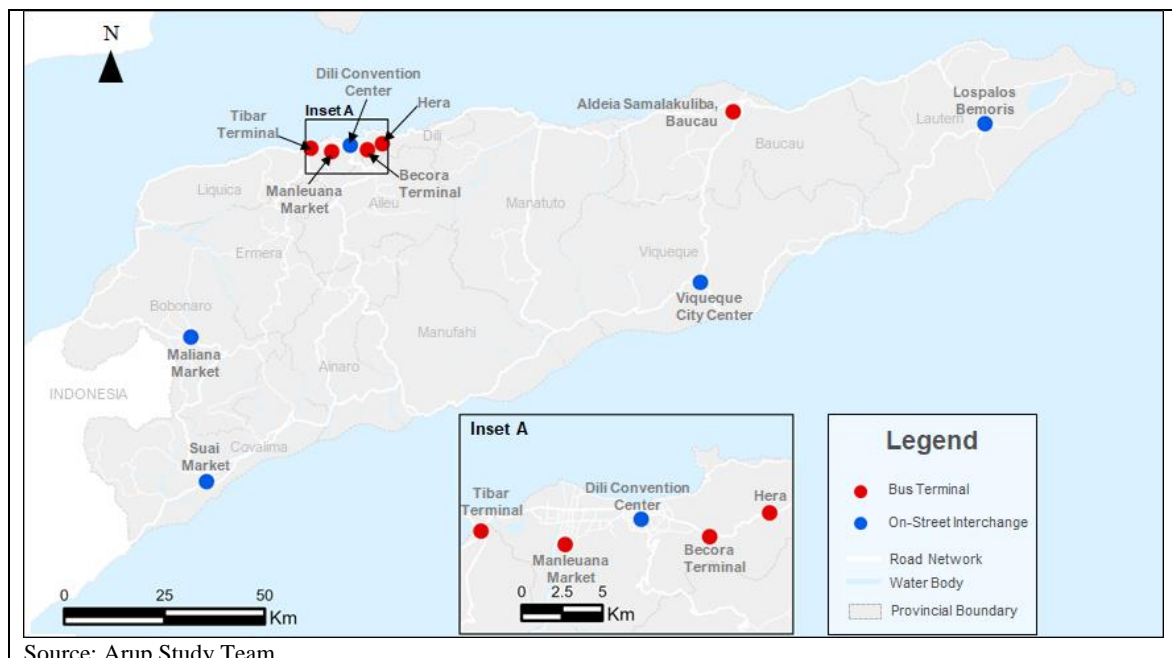 N
Dili Convention
Center
Hera
Inset A
Tibar
Terminal
Manleuana
Market
Becora
Terminal
Aldeia Samalakuliba,
Baucau
Lospalos
Bemoris
Lautem
Dili
Baucau
Liquica
Aileu
Manatuto
Ermera
Viqueque
Viqueque
City Center
Bobonaro
Maliana
Market
Manufahi
Ainaro
INDONESIA
Suai
Market
Covalima
0 25 50
Km
Inset A
Tibar
Terminal
Dili Convention
Center
Hera
Manleuana
Market
Becora
Terminal
0 2.5 5
Km
Legend
Bus Terminal
On-Street Interchange
Road Network
Water Body
Provincial Boundary
Source: Arup Study Team